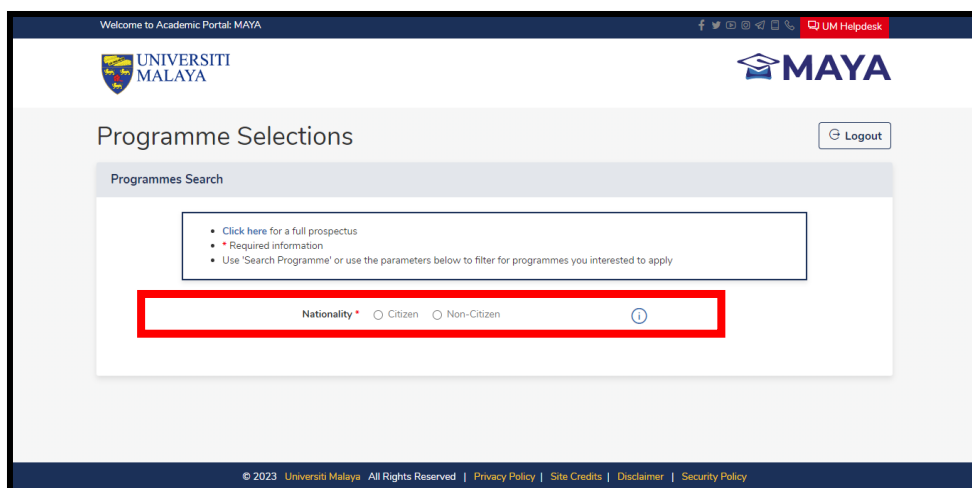 Welcome to Academic Portal: MAYA
UM Helpdesk
UNIVERSITI
MALAYA
MAYA
Programme Selections
Logout
Programmes Search
• Click here for a full prospectus
• * Required information
• Use 'Search Programme' or use the parameters below to filter for programmes you interested to apply
Nationality * Citizen Non-Citizen
© 2023 Universiti Malaya All Rights Reserved | Privacy Policy | Site Credits | Disclaimer | Security Policy